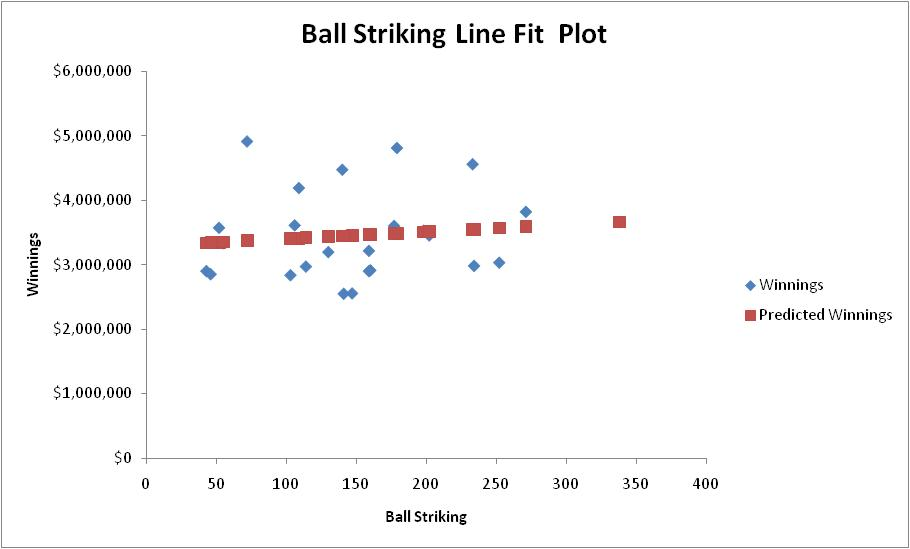 Ball Striking Line Fit  Plot
$6,000,000
$5,000,000
$4,000,000
$3,000,000
$2,000,000
$1,000,000
$0
Winnings
0 50 100 150 200 250 300 350 400
Ball Striking
Winnings
Predicted Winnings